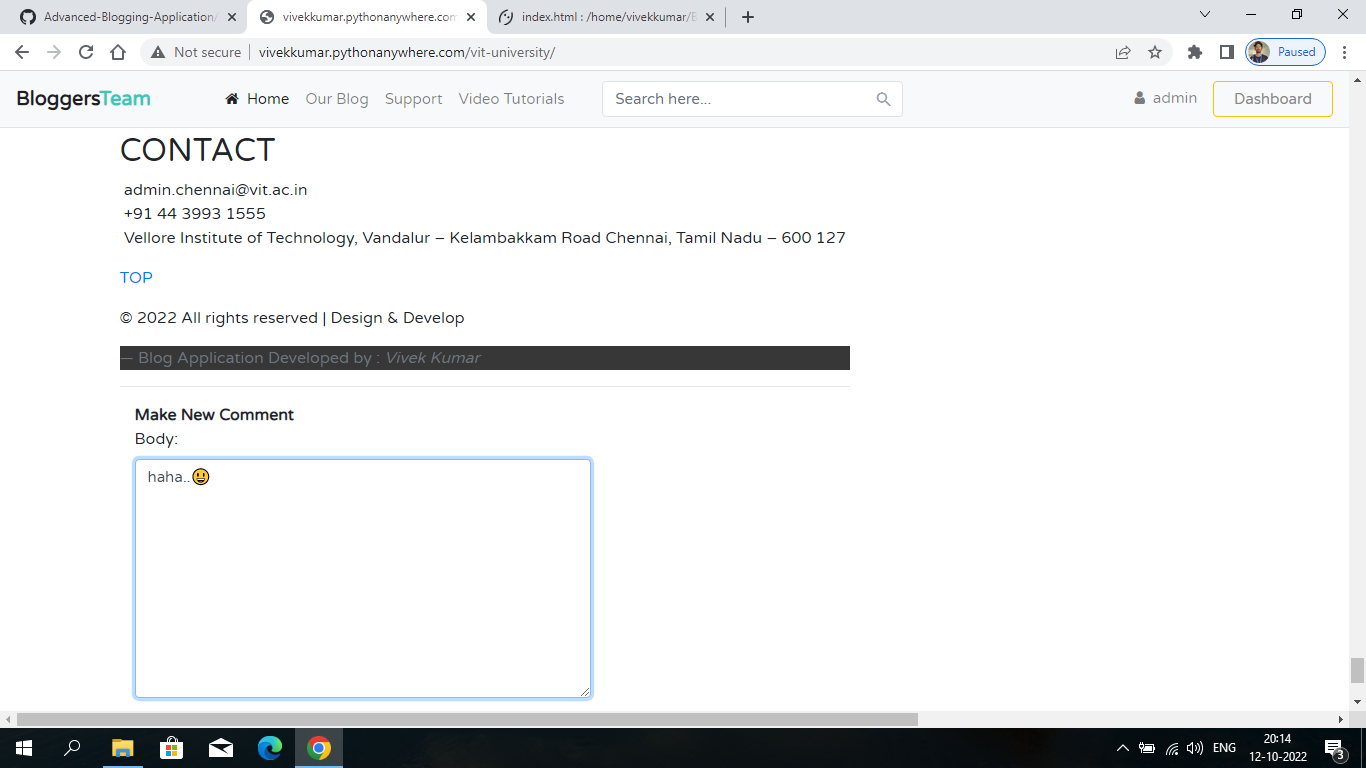 Advanced-Blogging-Application/
vivekkumar.pythonanywhere.com
index.html : /home/vivekkumar/B
Not secure
vivekkumar.pythonanywhere.com/vit-university/
Paused
BloggersTeam
Home
Our Blog
Support
Video Tutorials
Search here...
admin
Dashboard
CONTACT
admin.chennai@vit.ac.in
+91 44 3993 1555
Vellore Institute of Technology, Vandalur – Kelambakkam Road Chennai, Tamil Nadu – 600 127
TOP
© 2022 All rights reserved | Design & Develop
— Blog Application Developed by : Vivek Kumar
Make New Comment
Body:
haha..😀
ENG
20:14
12-10-2022
3